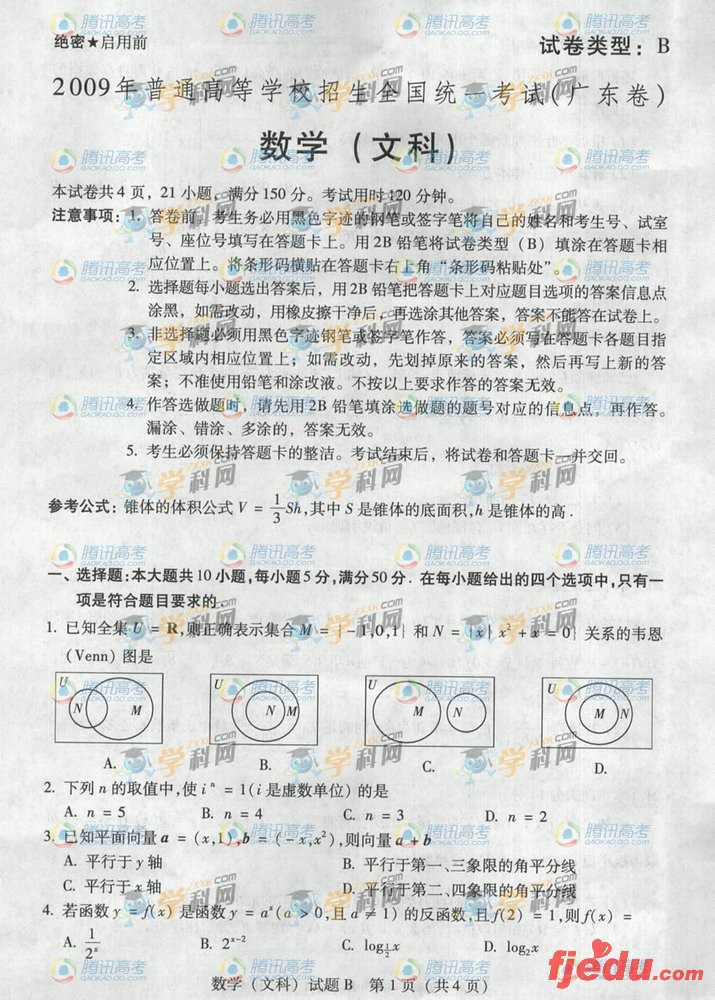 绝密★启用前
试卷类型：B
2009年普通高等学校招生全国统一考试（广东卷）
数学（文科）
本试卷共4页，21小题，满分150分。考试用时120分钟。
注意事项：1. 答卷前，考生务必用黑色字迹的钢笔或签字笔将自己的姓名和考生号、试室
号、座位号填写在答题卡上。用2B铅笔将试卷类型（B）填涂在答题卡相
应位置上。将条形码横贴在答题卡右上角“条形码粘贴处”。
2. 选择题每小题选出答案后，用2B铅笔把答题卡上对应题目选项的答案信息点
涂黑，如需改动，用橡皮擦干净后，再选涂其他答案，答案不能答在试卷上。
3. 非选择题必须用黑色字迹钢笔或签字笔作答，答案必须写在答题卡各题目指
定区域内相应位置上；如需改动，先划掉原来的答案，然后再写上新的答
案；不准使用铅笔和涂改液。不按以上要求作答的答案无效。
4. 作答选做题时，请先用2B铅笔填涂选做题的题号对应的信息点，再作答。
漏涂、错涂、多涂的，答案无效。
5. 考生必须保持答题卡的整洁。考试结束后，将试卷和答题卡一并交回。
参考公式：锥体的体积公式 V = 1/3 Sh，其中 S 是锥体的底面积，h 是锥体的高．
一、选择题：本大题共10小题，每小题5分，满分50分．在每小题给出的四个选项中，只有一
项是符合题目要求的．
1. 已知全集 U = R，则正确表示集合 M = {−1,0,1} 和 N = {x| x² + x = 0} 关系的韦恩
（Venn）图是
U N M
U N M
U M N
U M N
A. B. C. D.
2. 下列 n 的取值中，使 iⁿ = 1（i 是虚数单位）的是
A. n = 5 B. n = 4 C. n = 3 D. n = 2
3. 已知平面向量 a = (x,1)，b = (−x,x²)，则向量 a + b
A. 平行于 y 轴 B. 平行于第一、三象限的角平分线
C. 平行于 x 轴 D. 平行于第二、四象限的角平分线
4. 若函数 y = f(x) 是函数 y = aˣ（a > 0，且 a ≠ 1）的反函数，且 f(2) = 1，则 f(x) =
A. 1/2ˣ B. 2ˣ⁻² C. log_{1/2} x D. log₂x
数学（文科）试题B 第1页（共4页）
fjedu.com